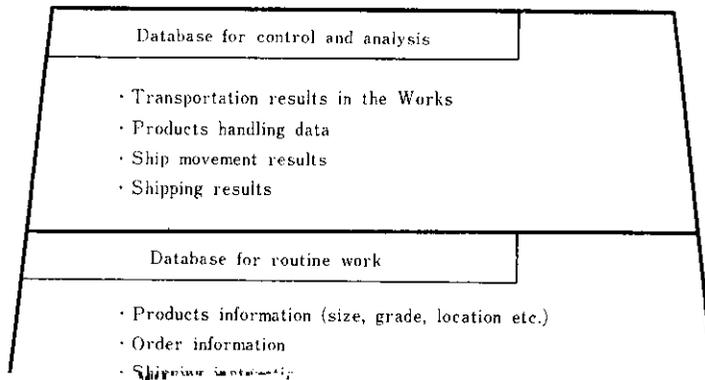 Database for control and analysis
· Transportation results in the Works
· Products handling data
· Ship movement results
· Shipping results
Database for routine work
· Products information (size, grade, location etc.)
· Order information
· Shipping